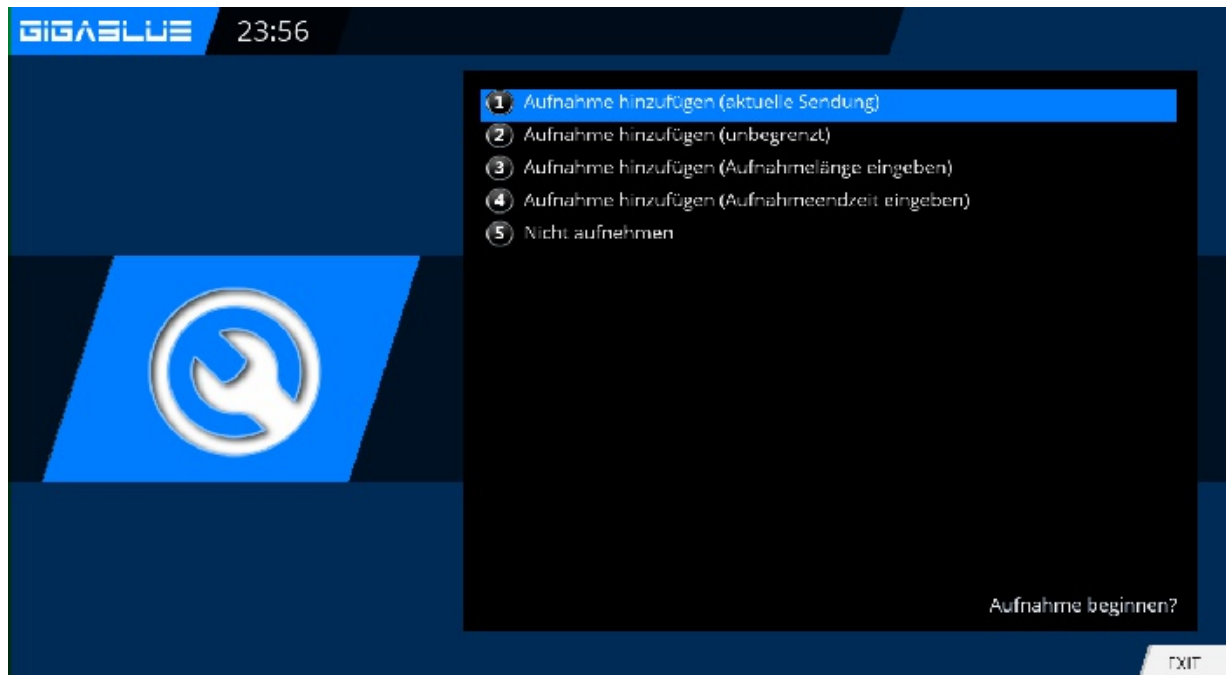 GIGABLUE 23:56
1 Aufnahme hinzufügen (aktuelle Sendung)
2 Aufnahme hinzufügen (unbegrenzt)
3 Aufnahme hinzufügen (Aufnahmelänge eingeben)
4 Aufnahme hinzufügen (Aufnahmeendzeit eingeben)
5 Nicht aufnehmen
Aufnahme beginnen?
EXIT